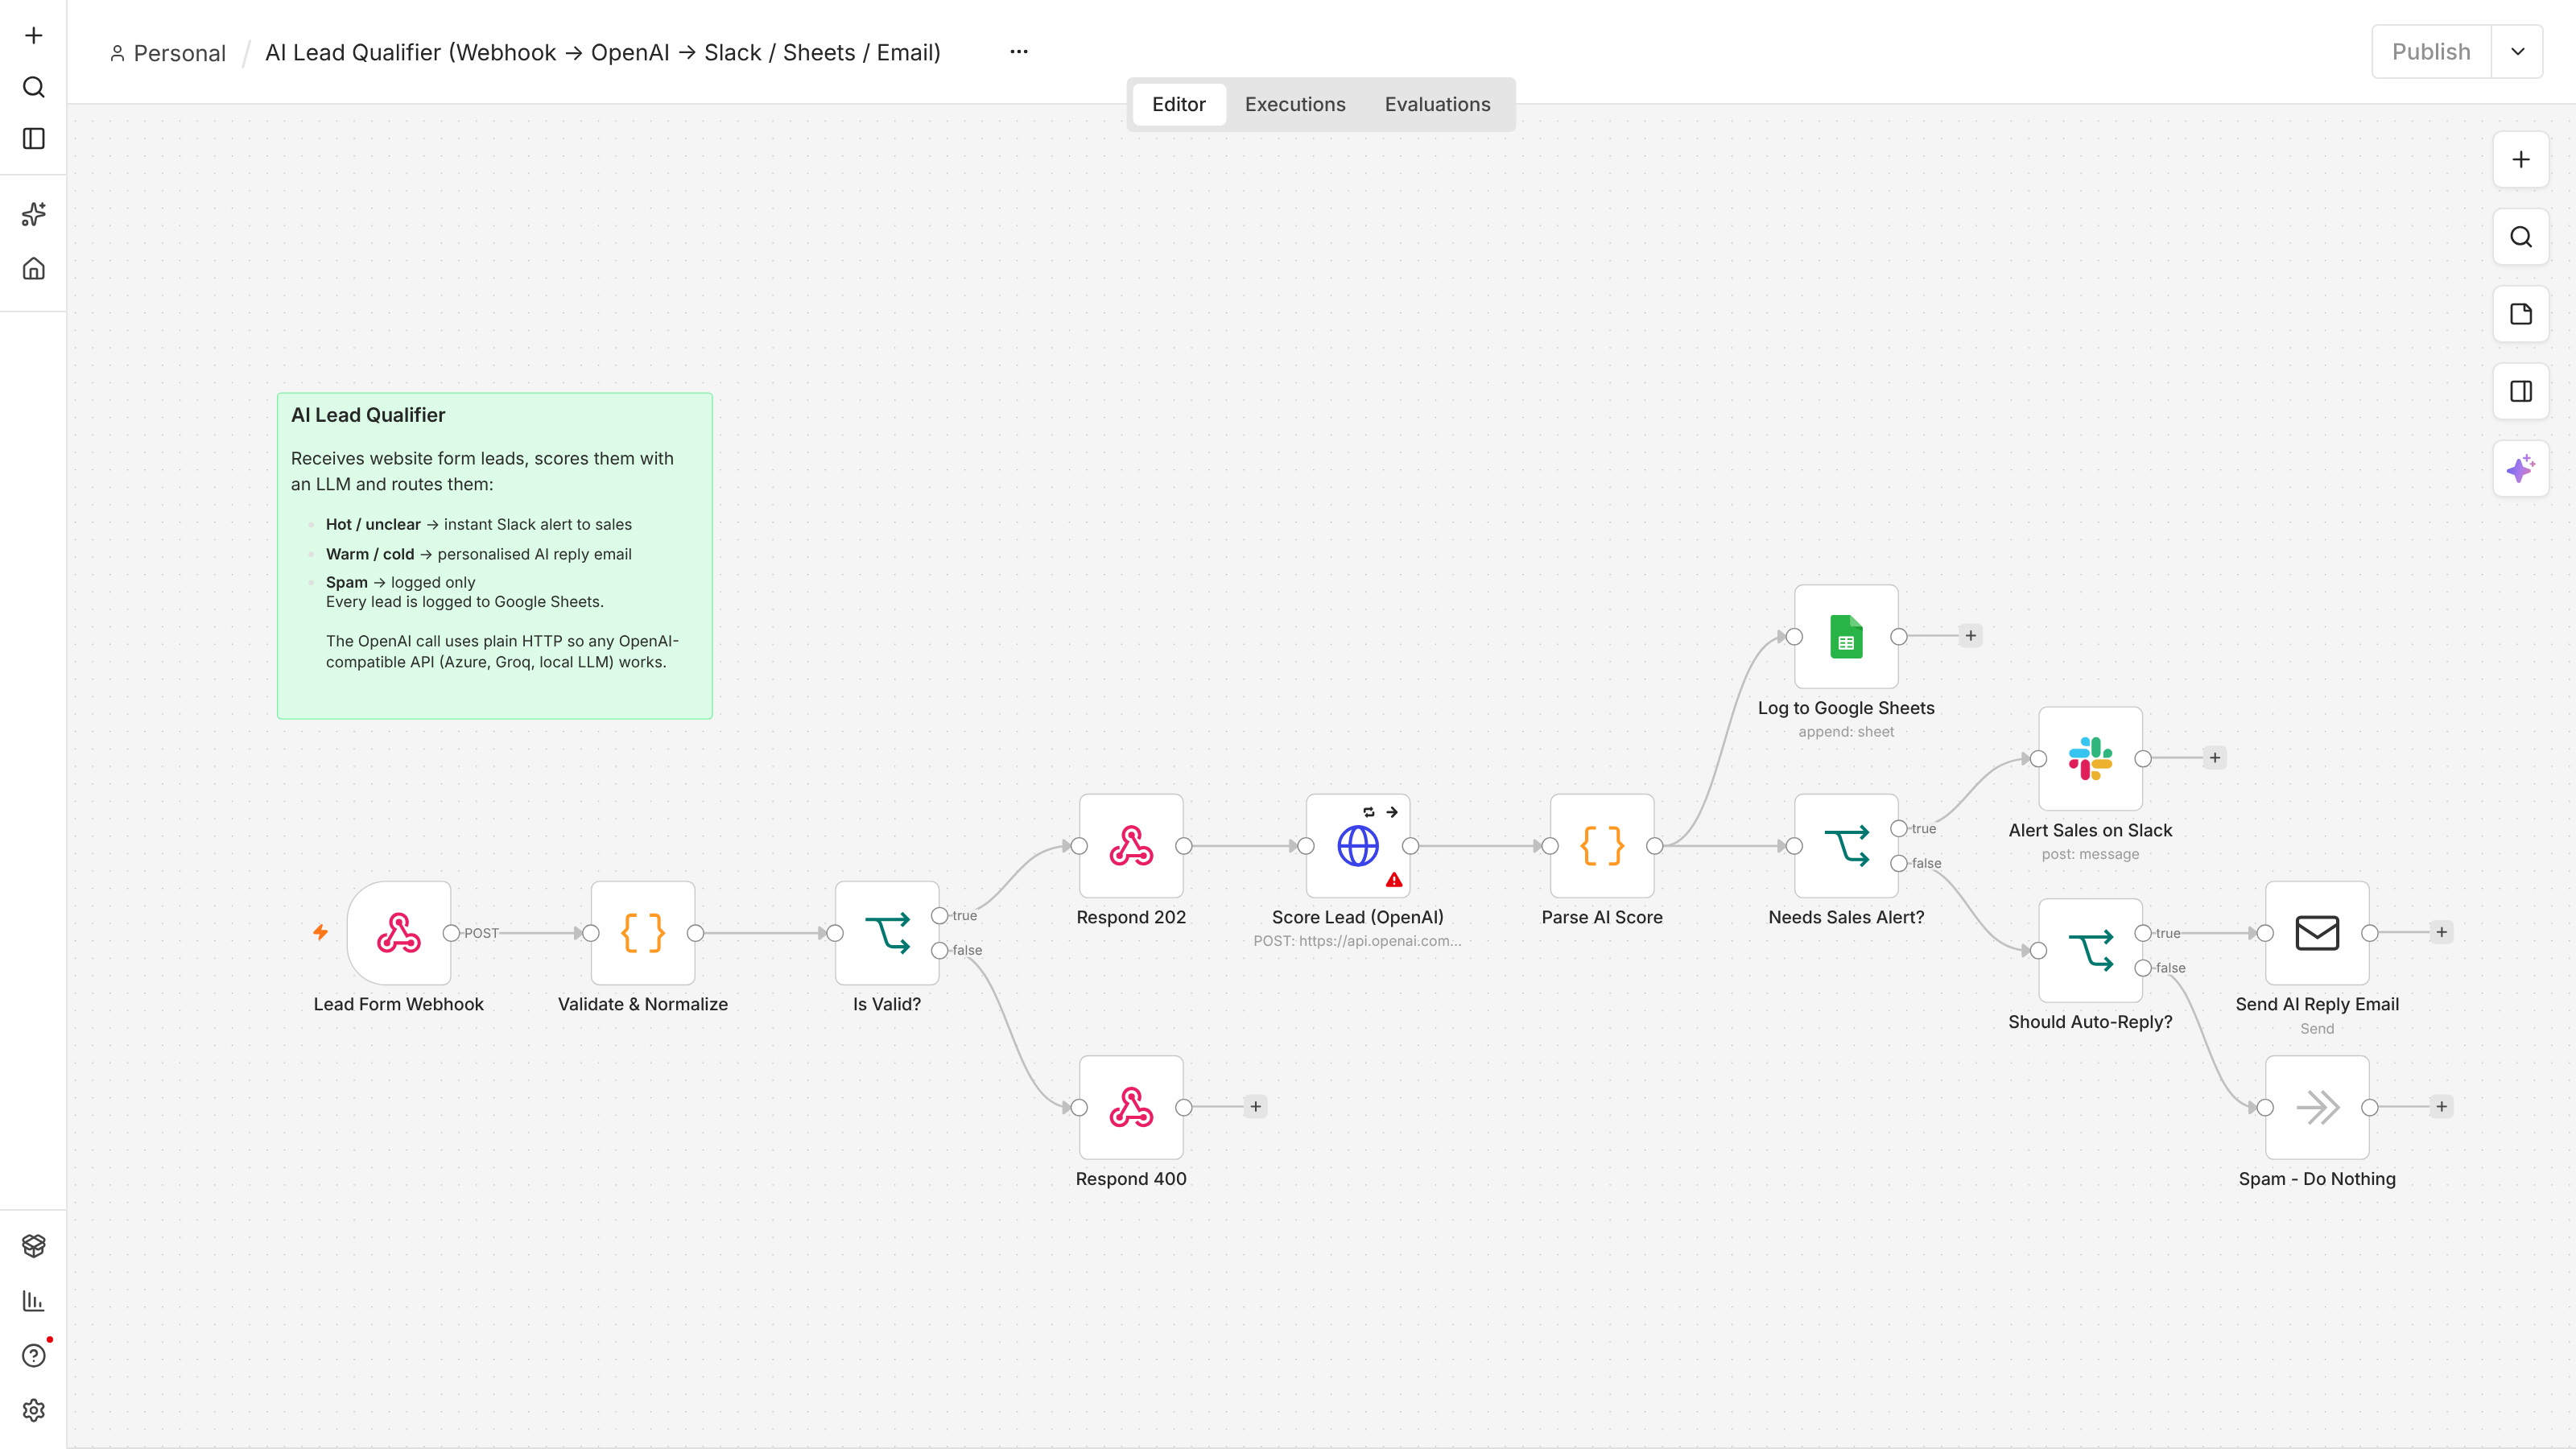 Personal / AI Lead Qualifier (Webhook → OpenAI → Slack / Sheets / Email) ...
Publish
Editor Executions Evaluations
AI Lead Qualifier
Receives website form leads, scores them with
an LLM and routes them:
Hot / unclear → instant Slack alert to sales
Warm / cold → personalised AI reply email
Spam → logged only
Every lead is logged to Google Sheets.
The OpenAI call uses plain HTTP so any OpenAI-
compatible API (Azure, Groq, local LLM) works.
POST
Lead Form Webhook
Validate & Normalize
true
false
Is Valid?
Respond 202
Respond 400
Score Lead (OpenAI)
POST: https://api.openai.com...
Parse AI Score
Log to Google Sheets
append: sheet
true
false
Needs Sales Alert?
Alert Sales on Slack
post: message
true
false
Should Auto-Reply?
Send AI Reply Email
Send
Spam - Do Nothing